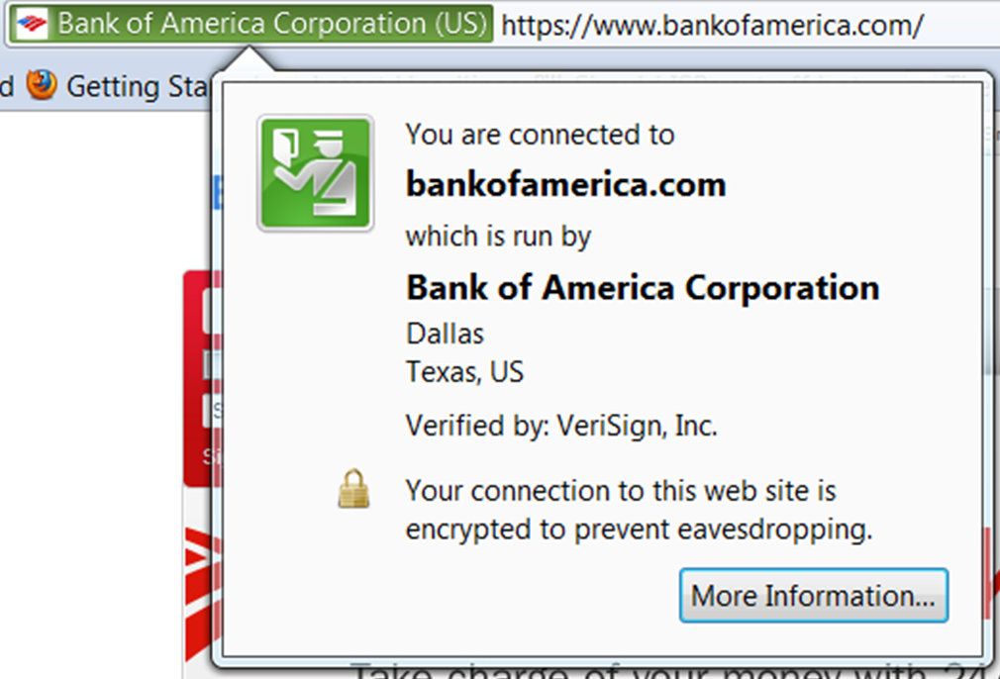 Bank of America Corporation (US) https://www.bankofamerica.com/
d Getting Sta
You are connected to
bankofamerica.com
which is run by
Bank of America Corporation
Dallas
Texas, US
Verified by: VeriSign, Inc.
Your connection to this web site is
encrypted to prevent eavesdropping.
More Information...
Take charge of your money with 24